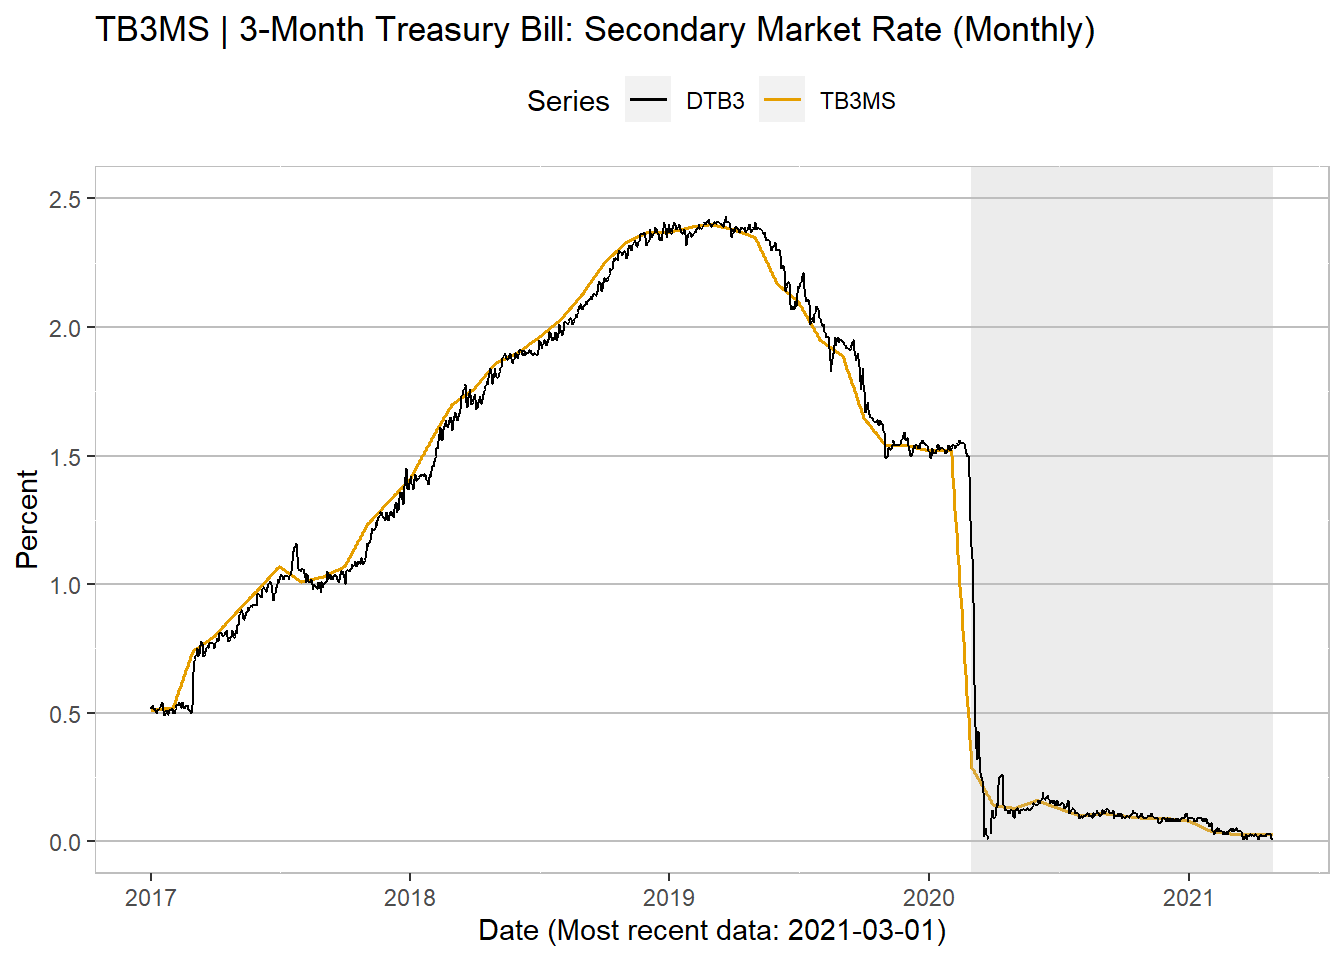 TB3MS | 3-Month Treasury Bill: Secondary Market Rate (Monthly)
Series DTB3 TB3MS
2.5
2.0
1.5
1.0
0.5
0.0
Percent
2017 2018 2019 2020 2021
Date (Most recent data: 2021-03-01)